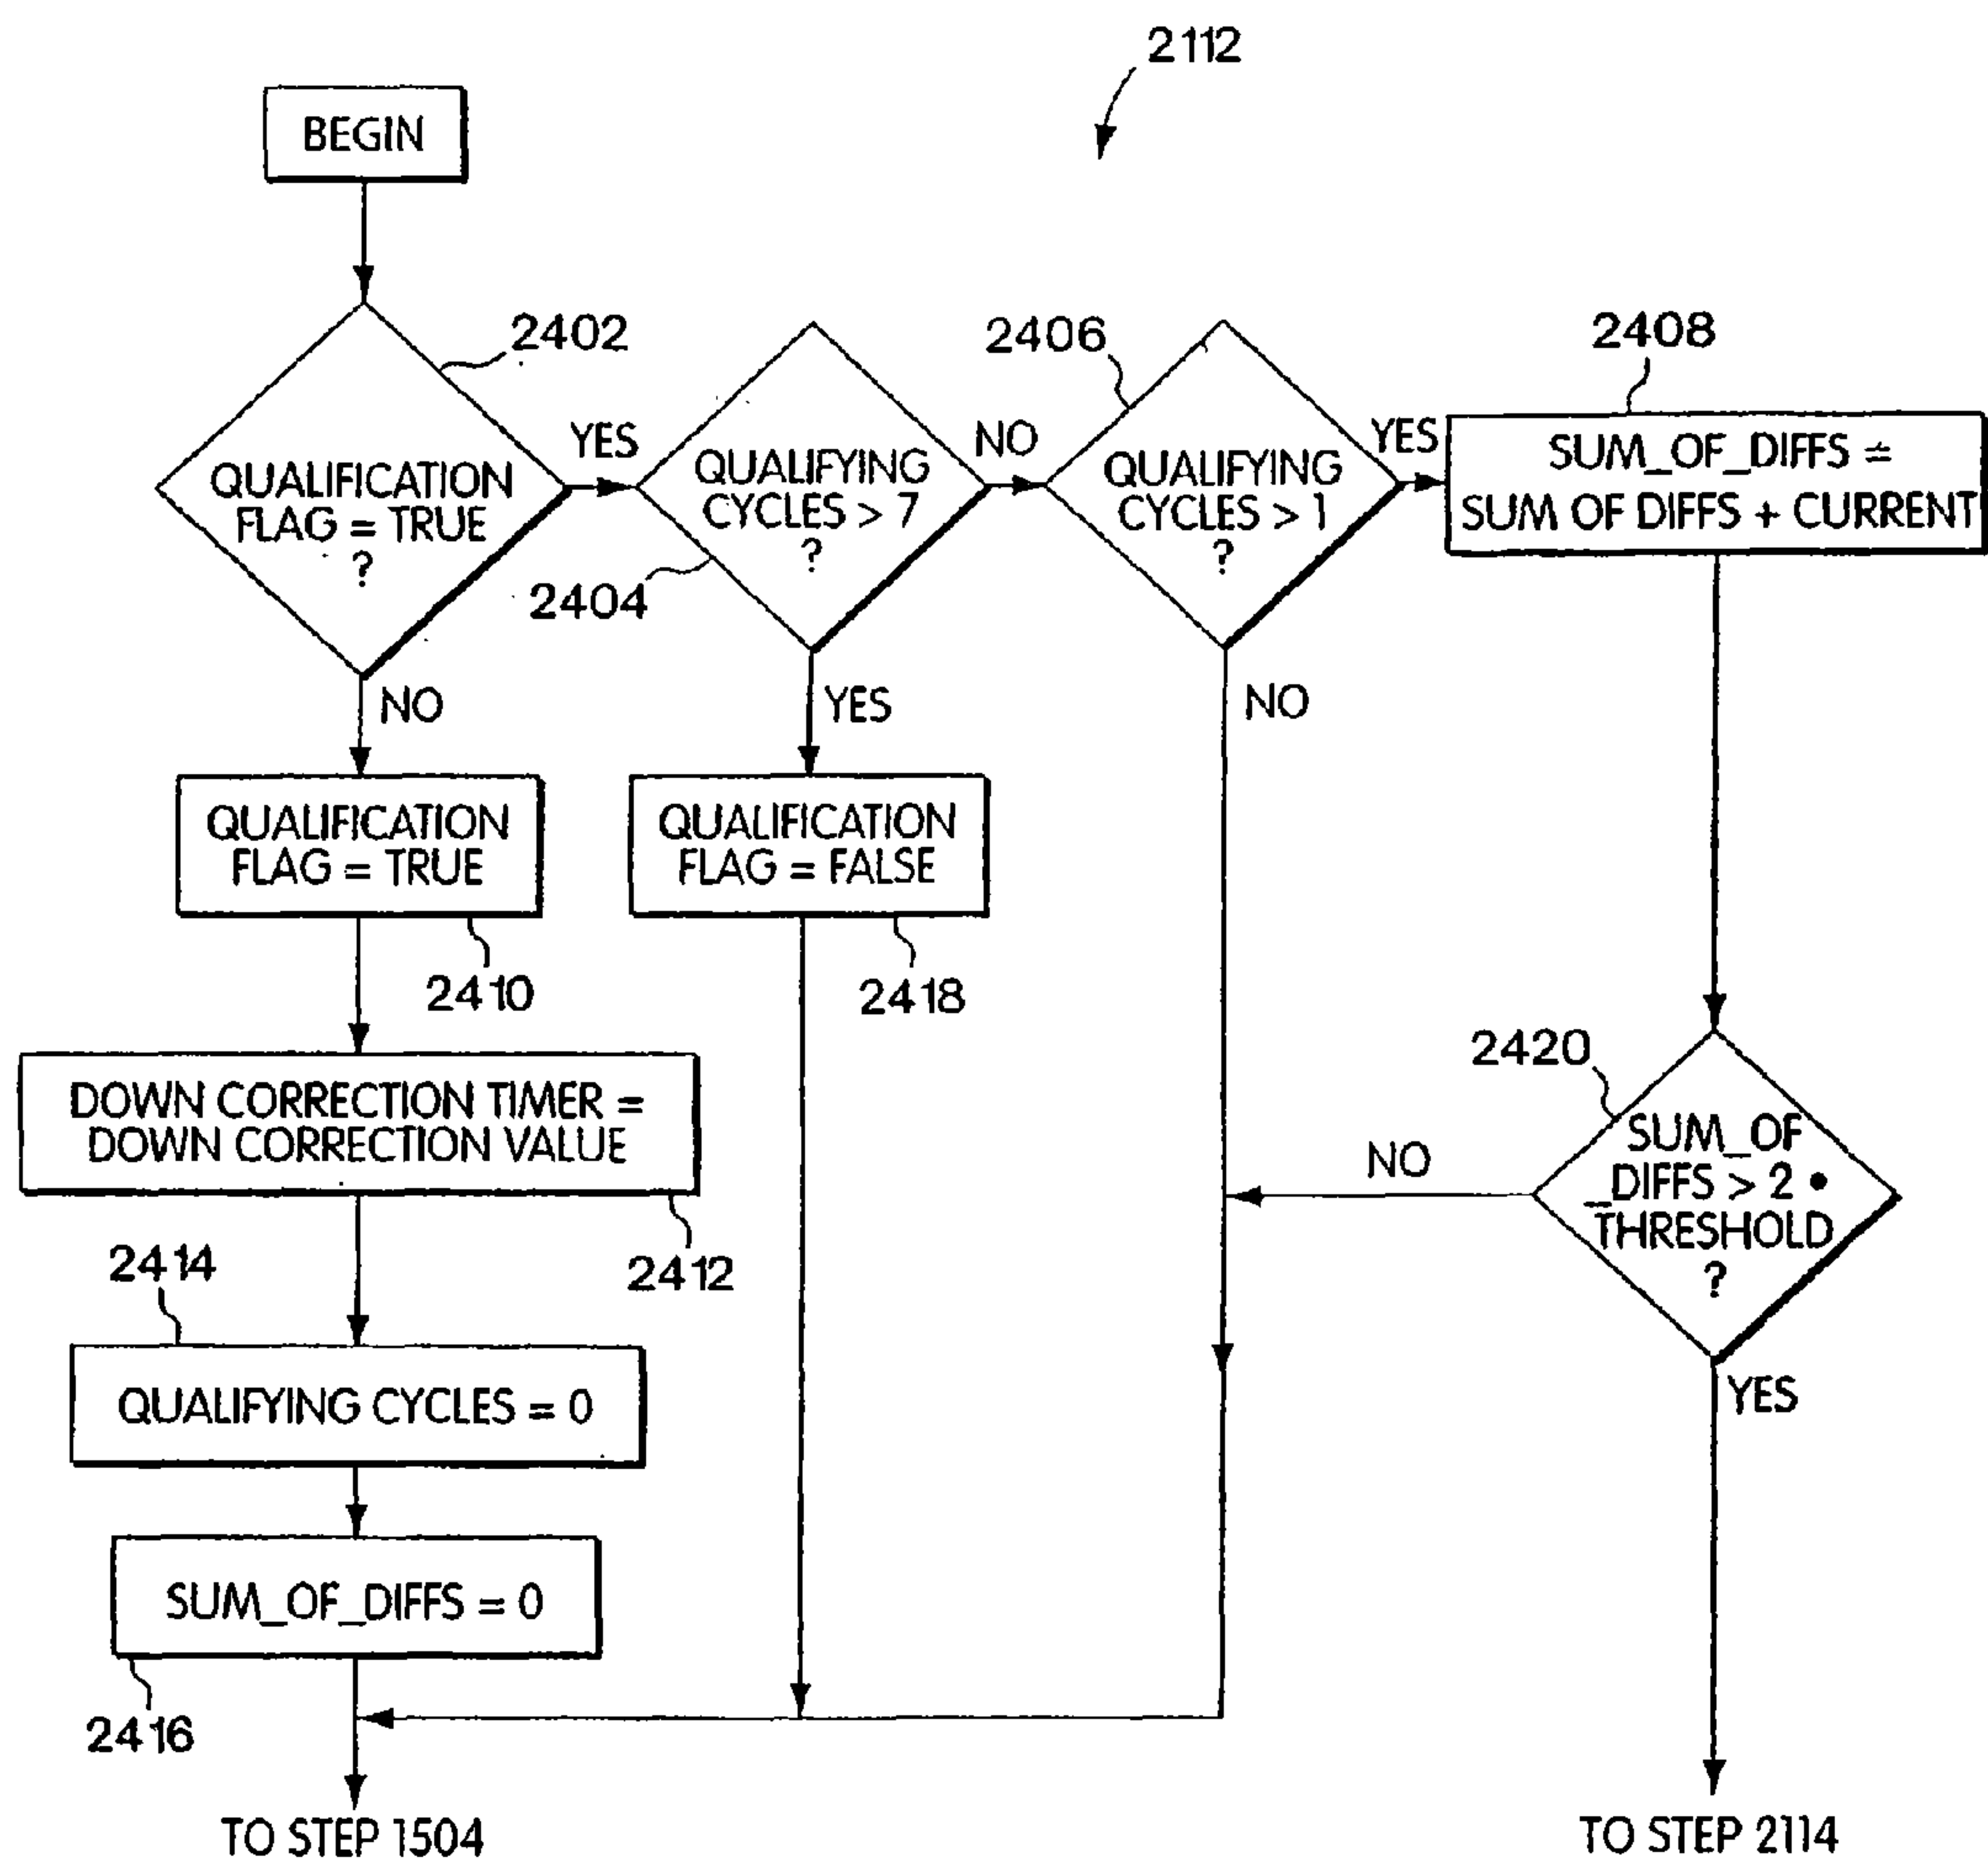 2112
BEGIN
2402
QUALIFICATION
FLAG = TRUE
?
YES
NO
2404
QUALIFYING
CYCLES > 7
?
NO
YES
2406
QUALIFYING
CYCLES > 1
?
YES
NO
2408
SUM_OF_DIFFS =
SUM OF DIFFS + CURRENT
QUALIFICATION
FLAG = TRUE
2410
QUALIFICATION
FLAG = FALSE
2418
DOWN CORRECTION TIMER =
DOWN CORRECTION VALUE
2412
2420
SUM_OF
_DIFFS > 2 •
THRESHOLD
?
NO
YES
2414
QUALIFYING CYCLES = 0
SUM_OF_DIFFS = 0
2416
TO STEP 1504
TO STEP 2114